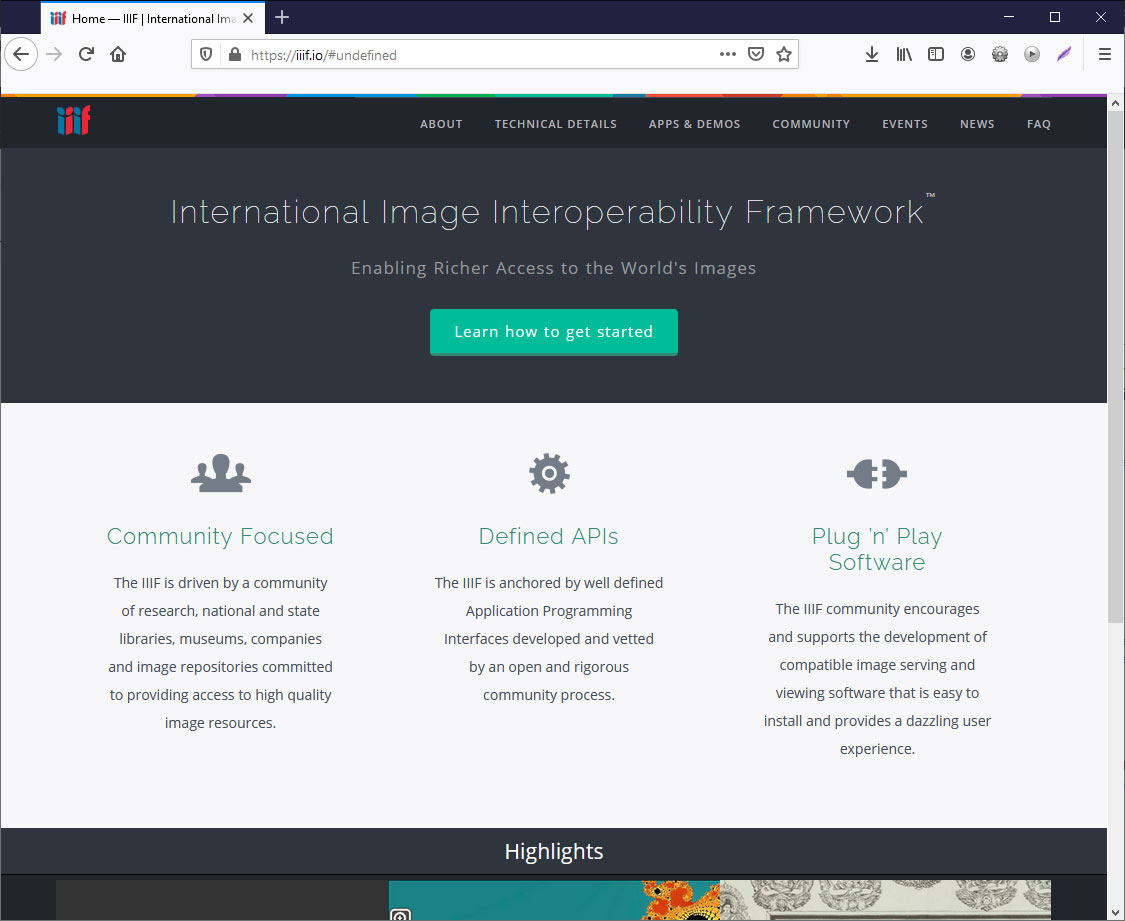 Home — IIIF | International Ima
https://iiif.io/#undefined
iiif
ABOUT TECHNICAL DETAILS APPS & DEMOS COMMUNITY EVENTS NEWS FAQ
International Image Interoperability Framework™
Enabling Richer Access to the World's Images
Learn how to get started
Community Focused
The IIIF is driven by a community
of research, national and state
libraries, museums, companies
and image repositories committed
to providing access to high quality
image resources.
Defined APIs
The IIIF is anchored by well defined
Application Programming
Interfaces developed and vetted
by an open and rigorous
community process.
Plug ’n’ Play
Software
The IIIF community encourages
and supports the development of
compatible image serving and
viewing software that is easy to
install and provides a dazzling user
experience.
Highlights